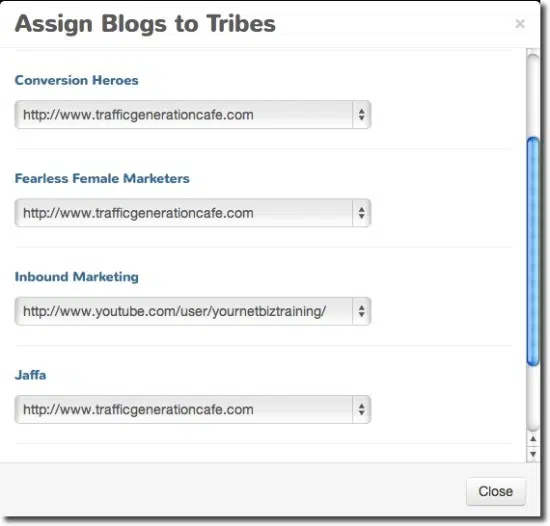 Assign Blogs to Tribes
×
Conversion Heroes
http://www.trafficgenerationcafe.com
Fearless Female Marketers
http://www.trafficgenerationcafe.com
Inbound Marketing
http://www.youtube.com/user/yournetbiztraining/
Jaffa
http://www.trafficgenerationcafe.com
Close